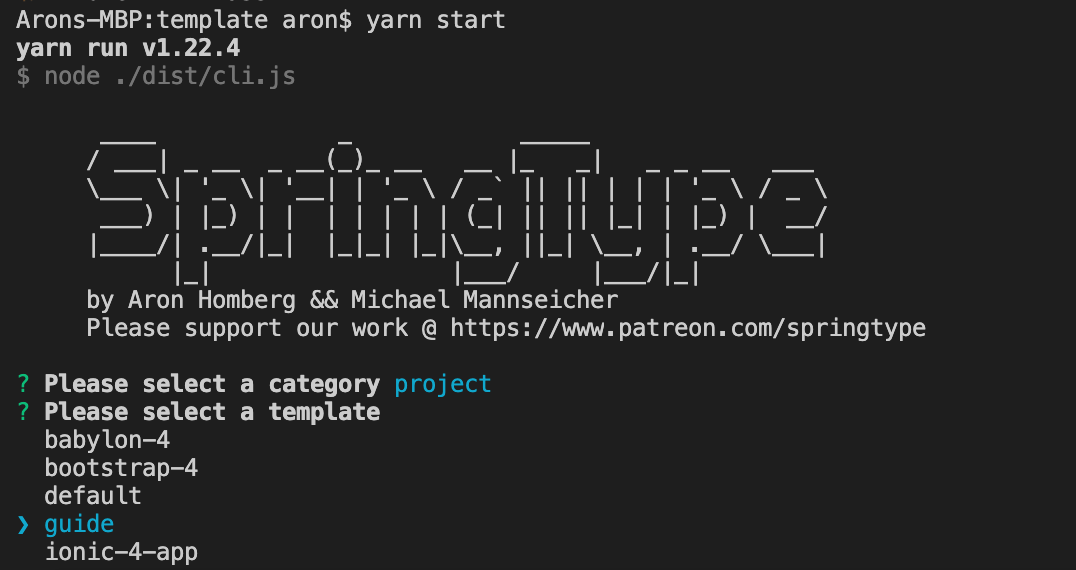 Arons-MBP:template aron$ yarn start
yarn run v1.22.4
$ node ./dist/cli.js
SpringType
by Aron Homberg && Michael Mannseicher
Please support our work @ https://www.patreon.com/springtype
? Please select a category project
? Please select a template
babylon-4
bootstrap-4
default
❯ guide
ionic-4-app